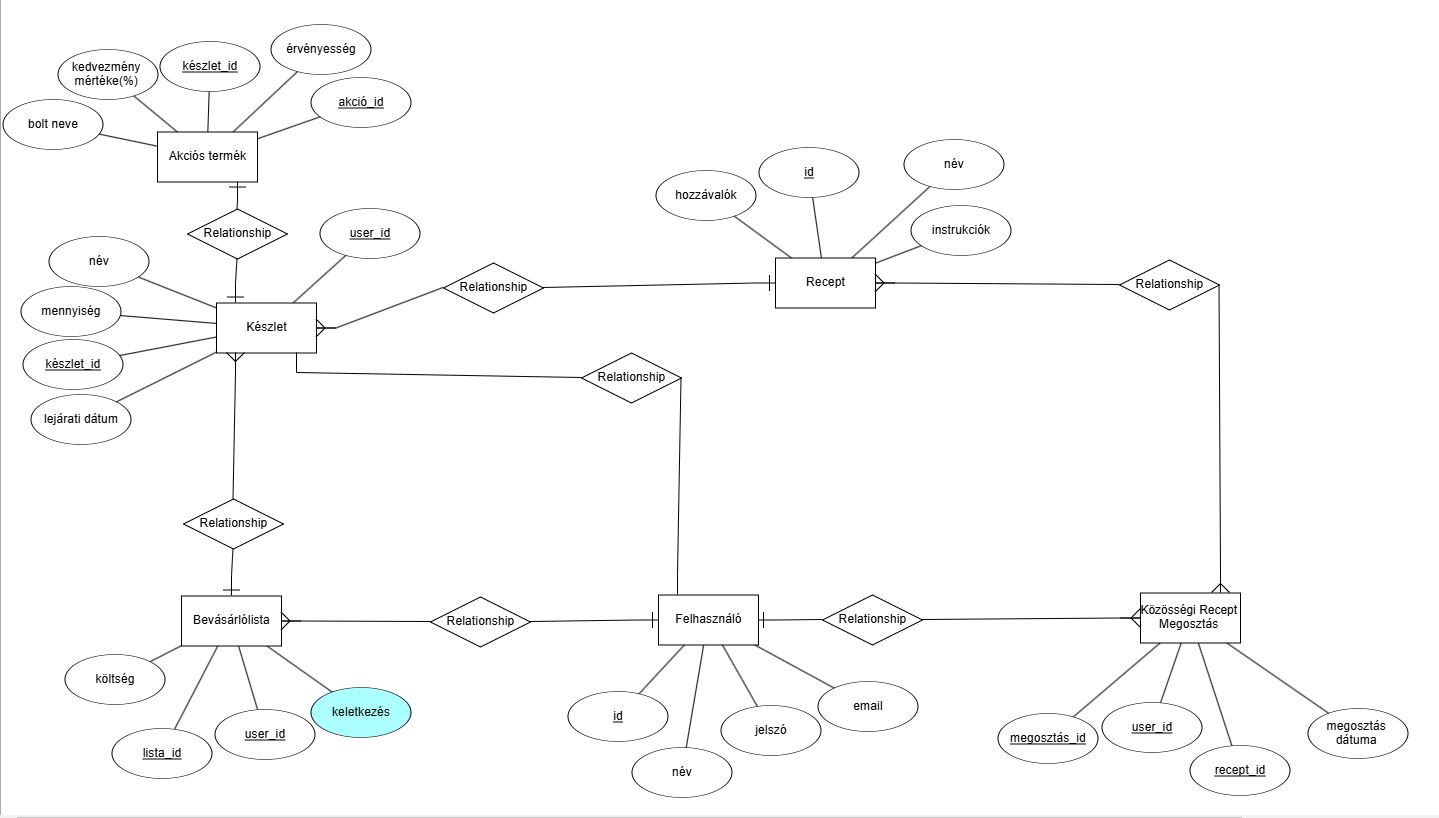 érvényesség
kedvezmény
mértéke(%)
készlet_id
akció_id
bolt neve
Akciós termék
Relationship
user_id
név
mennyiség
készlet_id
lejárati dátum
Készlet
Relationship
hozzávalók
id
név
instrukciók
Recept
Relationship
Relationship
Relationship
Bevásárlólista
Relationship
Felhasználó
Relationship
Közösségi Recept
Megosztás
költség
lista_id
user_id
keletkezés
id
név
jelszó
email
megosztás_id
user_id
recept_id
megosztás
dátuma